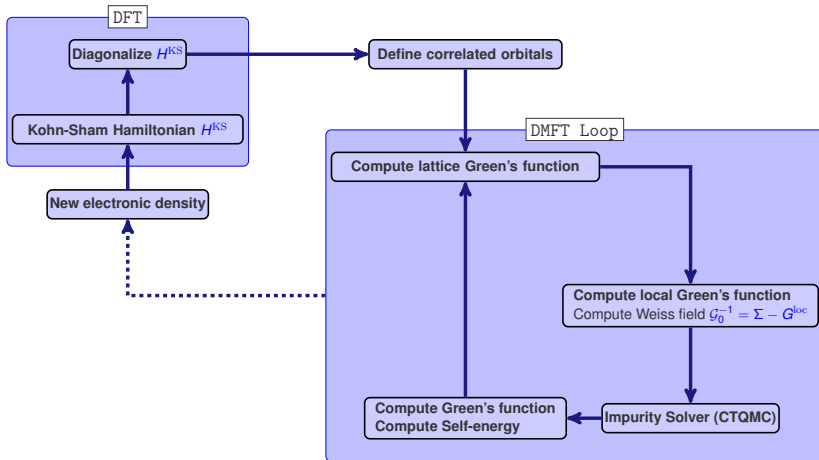 DFT
Diagonalize H^KS
Define correlated orbitals
Kohn-Sham Hamiltonian H^KS
DMFT Loop
Compute lattice Green's function
New electronic density
Compute local Green's function
Compute Weiss field 𝒢₀⁻¹ = Σ − G^loc
Compute Green's function
Compute Self-energy
Impurity Solver (CTQMC)